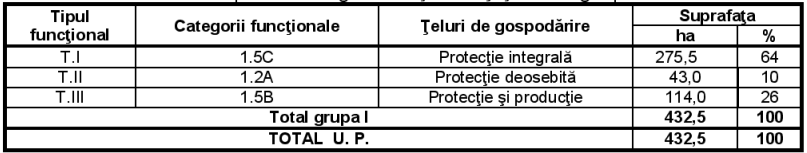 Tipul funcţional | Categorii funcţionale | Ţeluri de gospodărire | Suprafaţa
ha | %
T.I | 1.5C | Protecţie integrală | 275,5 | 64
T.II | 1.2A | Protecţie deosebită | 43,0 | 10
T.III | 1.5B | Protecţie şi producţie | 114,0 | 26
Total grupa I | 432,5 | 100
TOTAL U. P. | 432,5 | 100